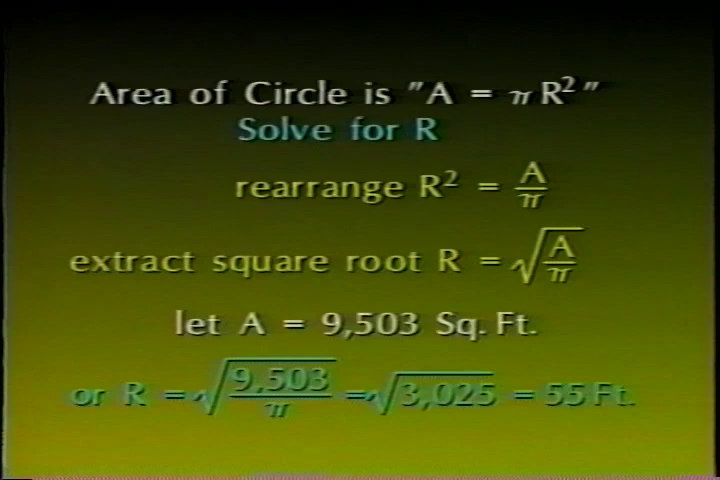 Area of Circle is "A = π R² "
Solve for R
rearrange R² = A/π
extract square root R = √(A/π)
let A = 9,503 Sq. Ft.
or R = √(9,503/π) = √3,025 = 55 Ft.